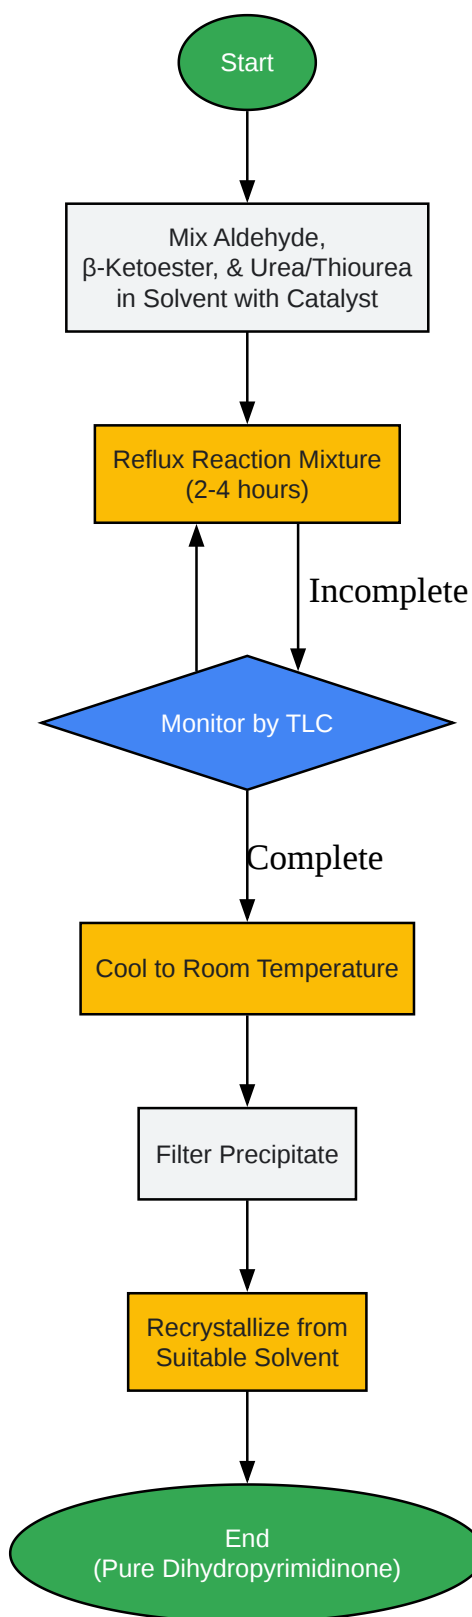 Start
Mix Aldehyde,
β-Ketoester, & Urea/Thiourea
in Solvent with Catalyst
Reflux Reaction Mixture
(2-4 hours)
Incomplete
Monitor by TLC
Complete
Cool to Room Temperature
Filter Precipitate
Recrystallize from
Suitable Solvent
End
(Pure Dihydropyrimidinone)